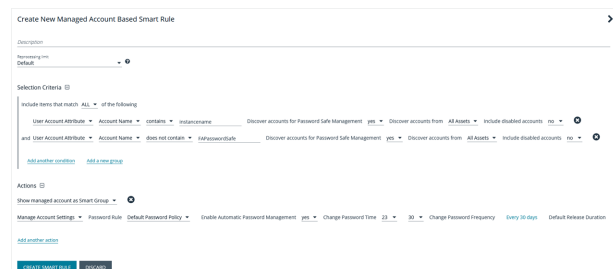 Create New Managed Account Based Smart Rule
Description
Reprocessing limit:
Default
Selection Criteria
Include items that match ALL of the following
User Account Attribute Account Name contains instancename Discover accounts for Password Safe Management yes Discover accounts from All Assets Include disabled accounts no
and User Account Attribute Account Name does not contain FAPasswordSafe Discover accounts for Password Safe Management yes Discover accounts from All Assets Include disabled accounts no
Add another condition Add a new group
Actions
Show managed account as Smart Group
Manage Account Settings Password Rule Default Password Policy Enable Automatic Password Management yes Change Password Time 23 30 Change Password Frequency Every 30 days Default Release Duration
Add another action
CREATE SMART RULE DISCARD